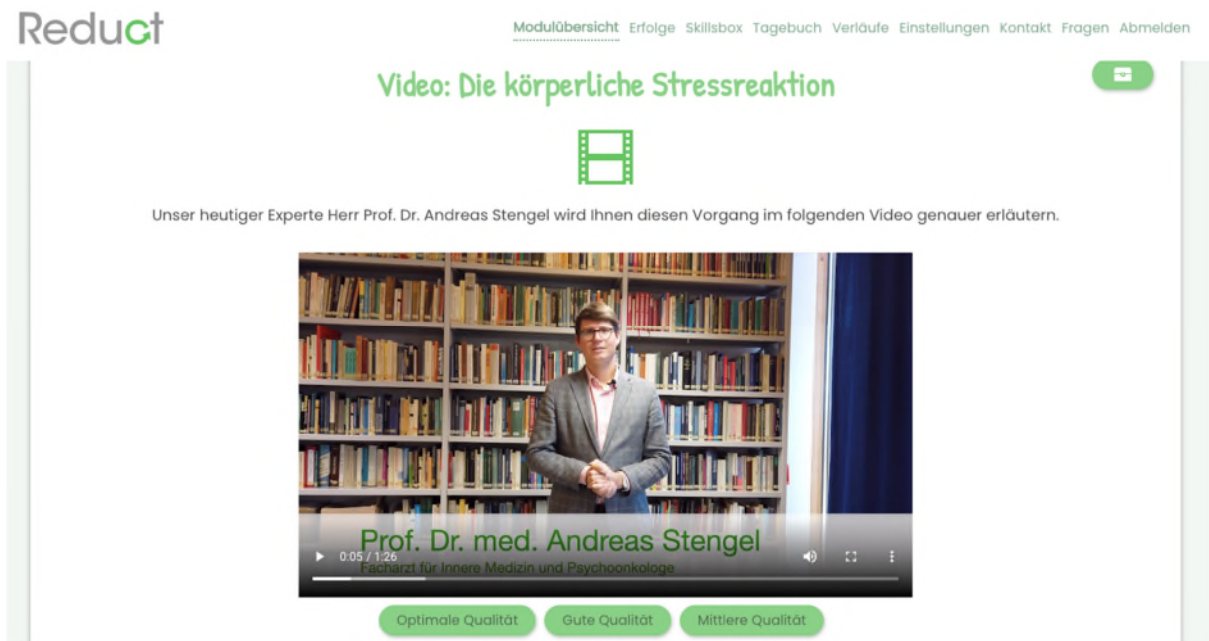 Reduct
Modulübersicht Erfolge Skillsbox Tagebuch Verläufe Einstellungen Kontakt Fragen Abmelden
Video: Die körperliche Stressreaktion
Unser heutiger Experte Herr Prof. Dr. Andreas Stengel wird Ihnen diesen Vorgang im folgenden Video genauer erläutern.
Prof. Dr. med. Andreas Stengel
0:05 / 1:26
Facharzt für Innere Medizin und Psychoonkologe
Optimale Qualität Gute Qualität Mittlere Qualität